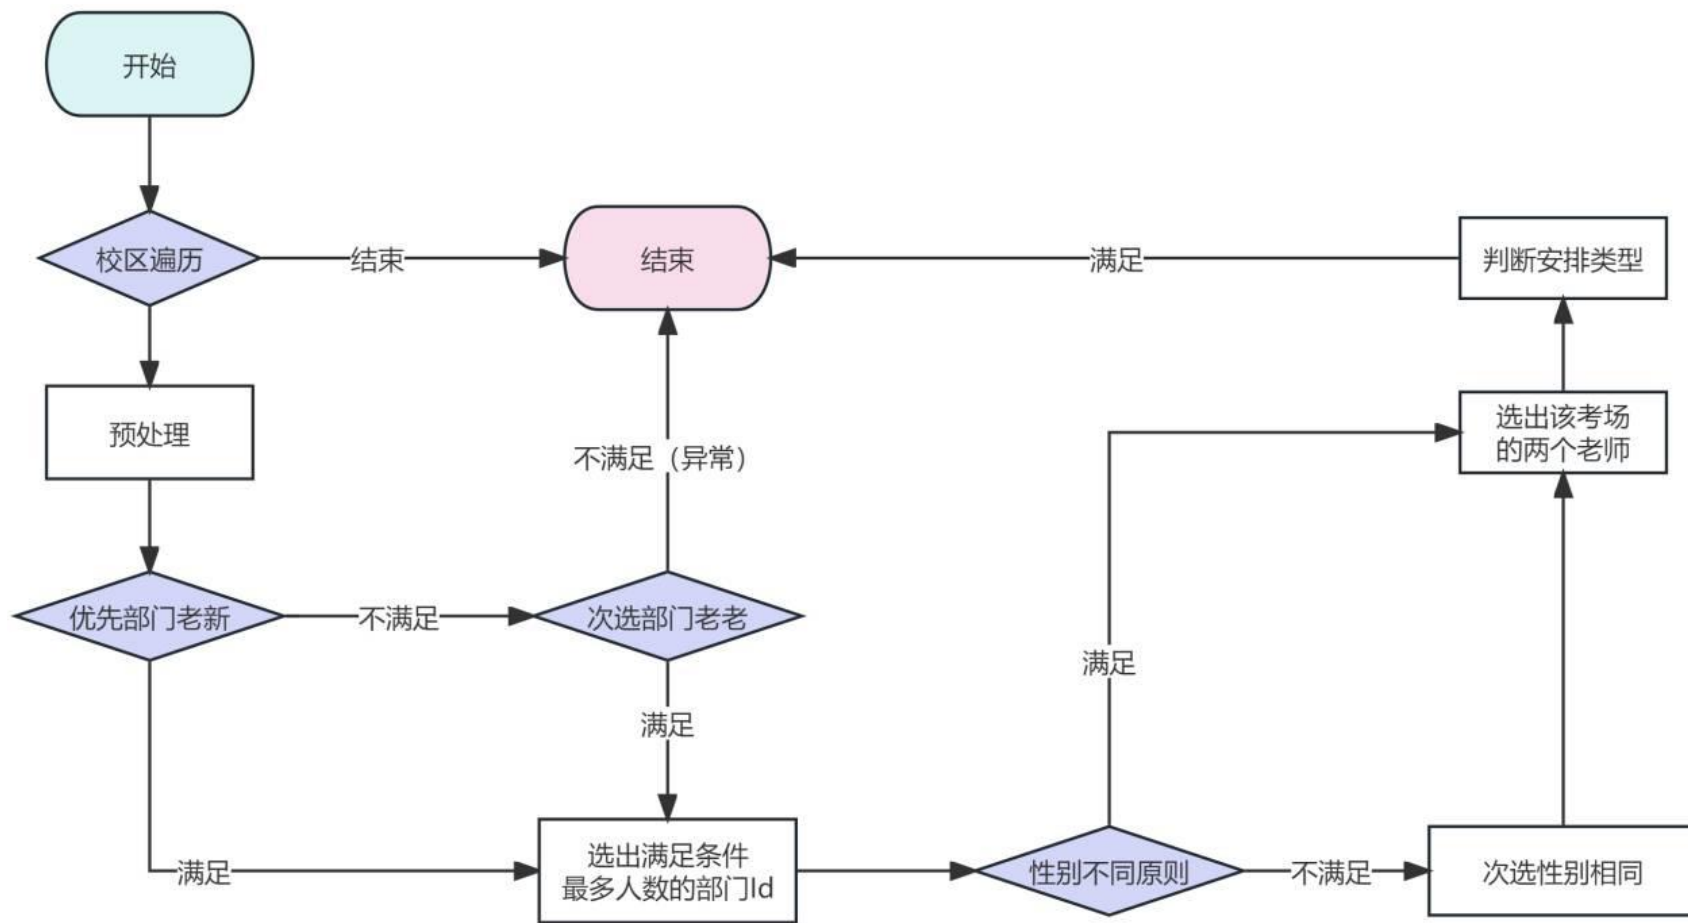 开始
校区遍历
结束
结束
满足
判断安排类型
预处理
不满足（异常）
选出该考场
的两个老师
优先部门老新
不满足
次选部门老老
满足
满足
满足
选出满足条件
最多人数的部门Id
性别不同原则
不满足
次选性别相同